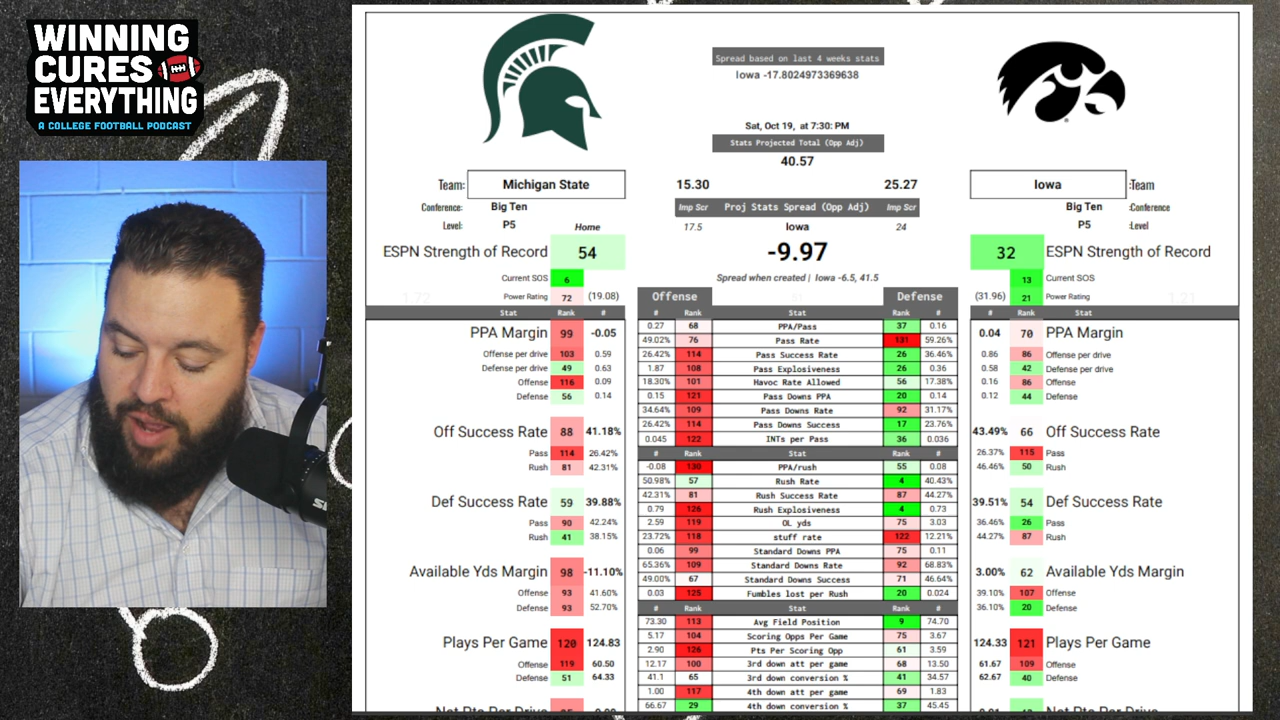 WINNING
CURES
EVERYTHING
A COLLEGE FOOTBALL PODCAST
Spread based on last 4 weeks stats
Iowa -17.8024973369638
Sat, Oct 19, at 7:30: PM
Stats Projected Total (Opp Adj)
40.57
Team: Michigan State 15.30 25.27 Iowa :Team
Conference: Big Ten Imp Scr Proj Stats Spread (Opp Adj) Imp Scr Big Ten :Conference
Level: P5 Home 17.5 Iowa 24 P5 :Level
ESPN Strength of Record 54 -9.97 32 ESPN Strength of Record
Current SOS 6 Spread when created | Iowa -6.5, 41.5 13 Current SOS
Power Rating 72 (19.08) Offense Defense (31.96) 21 Power Rating
Stat Rank # # Rank Stat Rank # # Rank Stat
0.27 68 PPA/Pass 37 0.16
PPA Margin 99 -0.05 49.02% 76 Pass Rate 131 59.26% 0.04 70 PPA Margin
Offense per drive 103 0.59 26.42% 114 Pass Success Rate 26 36.46% 0.86 86 Offense per drive
Defense per drive 49 0.63 1.87 108 Pass Explosiveness 26 0.36 0.58 42 Defense per drive
Offense 116 0.09 18.30% 101 Havoc Rate Allowed 56 17.38% 0.16 86 Offense
Defense 56 0.14 0.15 121 Pass Downs PPA 20 0.14 0.12 44 Defense
34.64% 109 Pass Downs Rate 92 31.17%
Off Success Rate 88 41.18% 26.42% 114 Pass Downs Success 17 23.76% 43.49% 66 Off Success Rate
0.045 122 INTs per Pass 36 0.036
Pass 114 26.42% # Rank Stat Rank # 26.37% 115 Pass
Rush 81 42.31% -0.08 130 PPA/rush 55 0.08 46.46% 50 Rush
50.98% 57 Rush Rate 4 40.43%
42.31% 81 Rush Success Rate 87 44.27%
Def Success Rate 59 39.88% 0.79 126 Rush Explosiveness 4 0.73 39.51% 54 Def Success Rate
Pass 90 42.24% 2.59 119 OL yds 75 3.03 36.46% 26 Pass
Rush 41 38.15% 23.72% 118 stuff rate 122 12.21% 44.27% 87 Rush
0.06 99 Standard Downs PPA 75 0.11
Available Yds Margin 98 -11.10% 65.36% 109 Standard Downs Rate 92 68.83% 3.00% 62 Available Yds Margin
49.00% 67 Standard Downs Success 71 46.64%
Offense 93 41.60% 0.03 125 Fumbles lost per Rush 20 0.024 39.10% 107 Offense
Defense 93 52.70% # Rank Stat Rank # 36.10% 20 Defense
73.30 113 Avg Field Position 9 74.70
Plays Per Game 120 124.83 5.17 104 Scoring Opps Per Game 75 3.67 124.33 121 Plays Per Game
2.90 126 Pts Per Scoring Opp 61 3.59
Offense 119 60.50 12.17 100 3rd down att per game 68 13.50 61.67 109 Offense
Defense 51 64.33 41.1 65 3rd down conversion % 41 34.57 62.67 40 Defense
1.00 117 4th down att per game 69 1.83
66.67 29 4th down conversion % 37 45.45